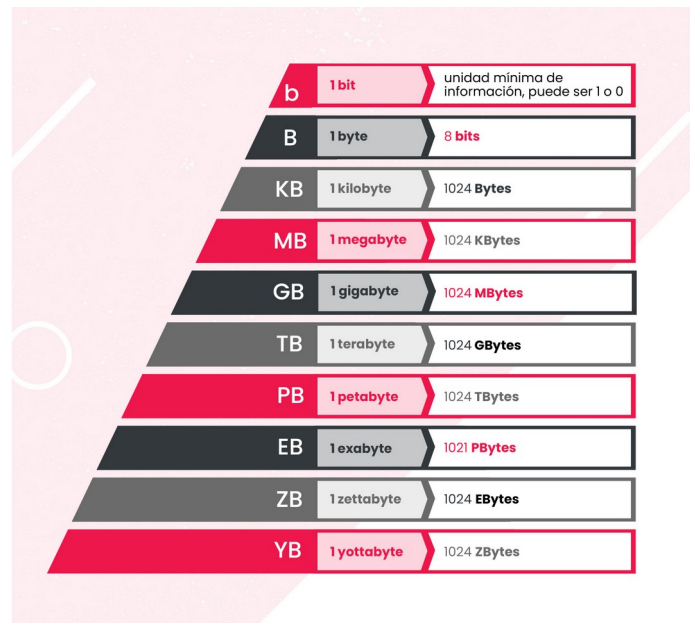 b 1 bit unidad mínima de
información, puede ser 1 o 0
B 1 byte 8 bits
KB 1 kilobyte 1024 Bytes
MB 1 megabyte 1024 KBytes
GB 1 gigabyte 1024 MBytes
TB 1 terabyte 1024 GBytes
PB 1 petabyte 1024 TBytes
EB 1 exabyte 1021 PBytes
ZB 1 zettabyte 1024 EBytes
YB 1 yottabyte 1024 ZBytes